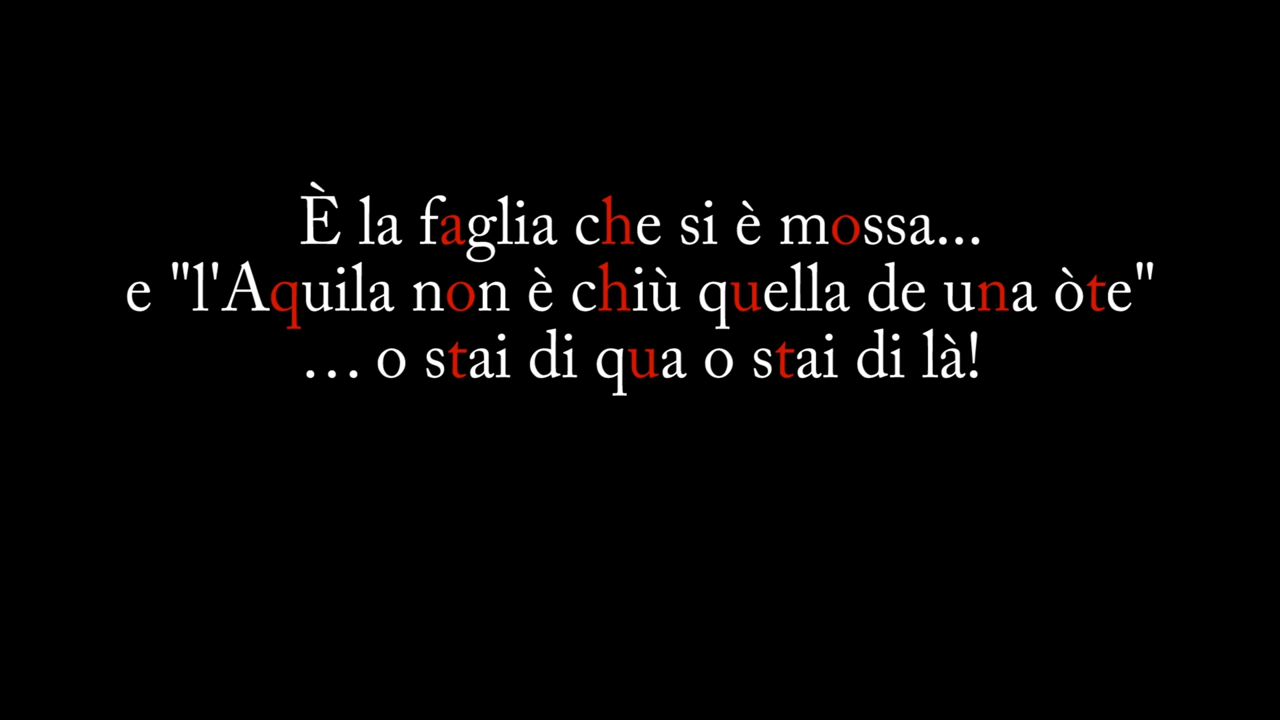 È la faglia che si è mossa...
e "l'Aquila non è chiù quella de una òte"
... o stai di qua o stai di là!